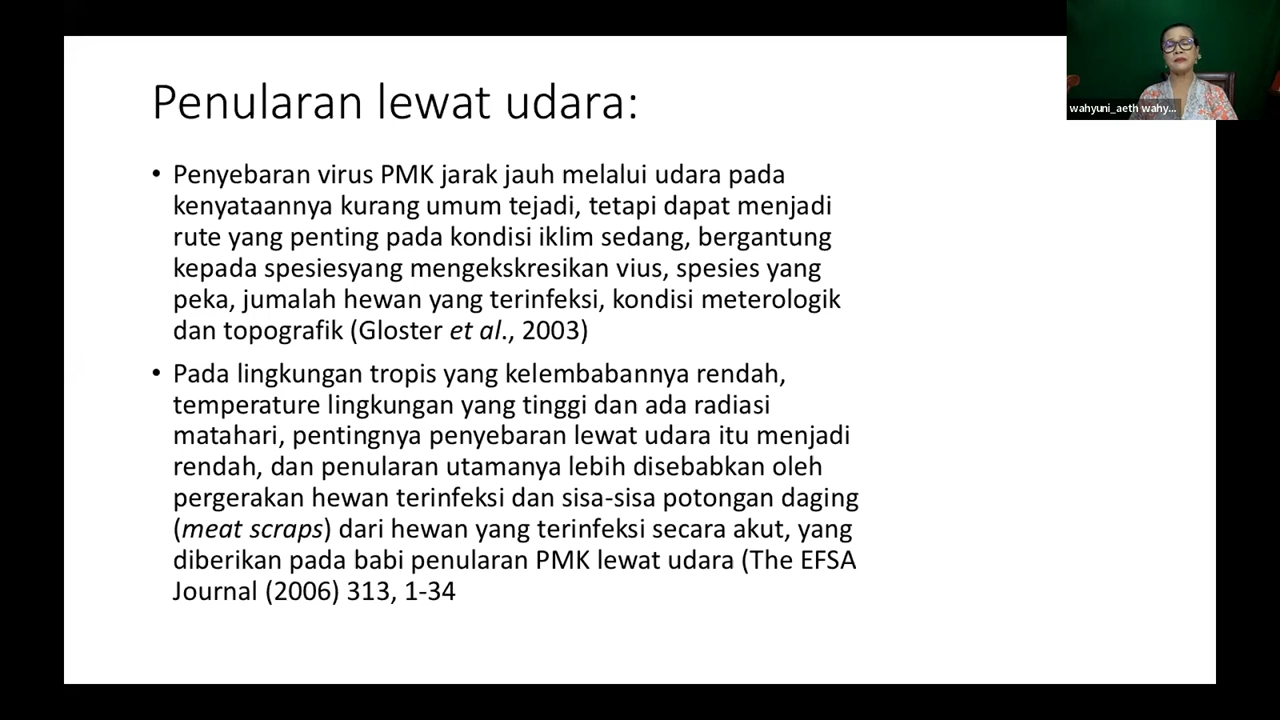 Penularan lewat udara:
• Penyebaran virus PMK jarak jauh melalui udara pada
kenyataannya kurang umum tejadi, tetapi dapat menjadi
rute yang penting pada kondisi iklim sedang, bergantung
kepada spesiesyang mengekskresikan vius, spesies yang
peka, jumalah hewan yang terinfeksi, kondisi meterologik
dan topografik (Gloster et al., 2003)
• Pada lingkungan tropis yang kelembabannya rendah,
temperature lingkungan yang tinggi dan ada radiasi
matahari, pentingnya penyebaran lewat udara itu menjadi
rendah, dan penularan utamanya lebih disebabkan oleh
pergerakan hewan terinfeksi dan sisa-sisa potongan daging
(meat scraps) dari hewan yang terinfeksi secara akut, yang
diberikan pada babi penularan PMK lewat udara (The EFSA
Journal (2006) 313, 1-34
wahyuni_aeth wahy...